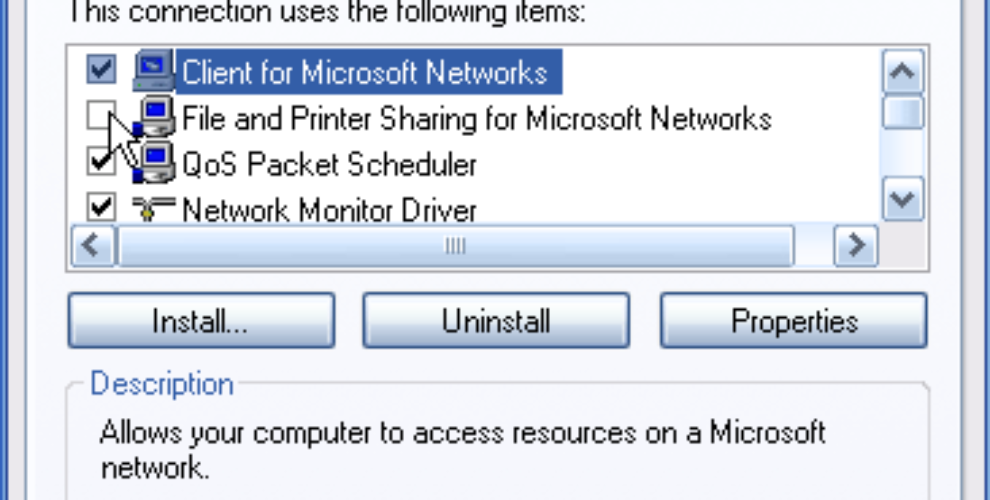 This connection uses the following items:
Client for Microsoft Networks
File and Printer Sharing for Microsoft Networks
QoS Packet Scheduler
Network Monitor Driver
Install...
Uninstall
Properties
Description
Allows your computer to access resources on a Microsoft
network.